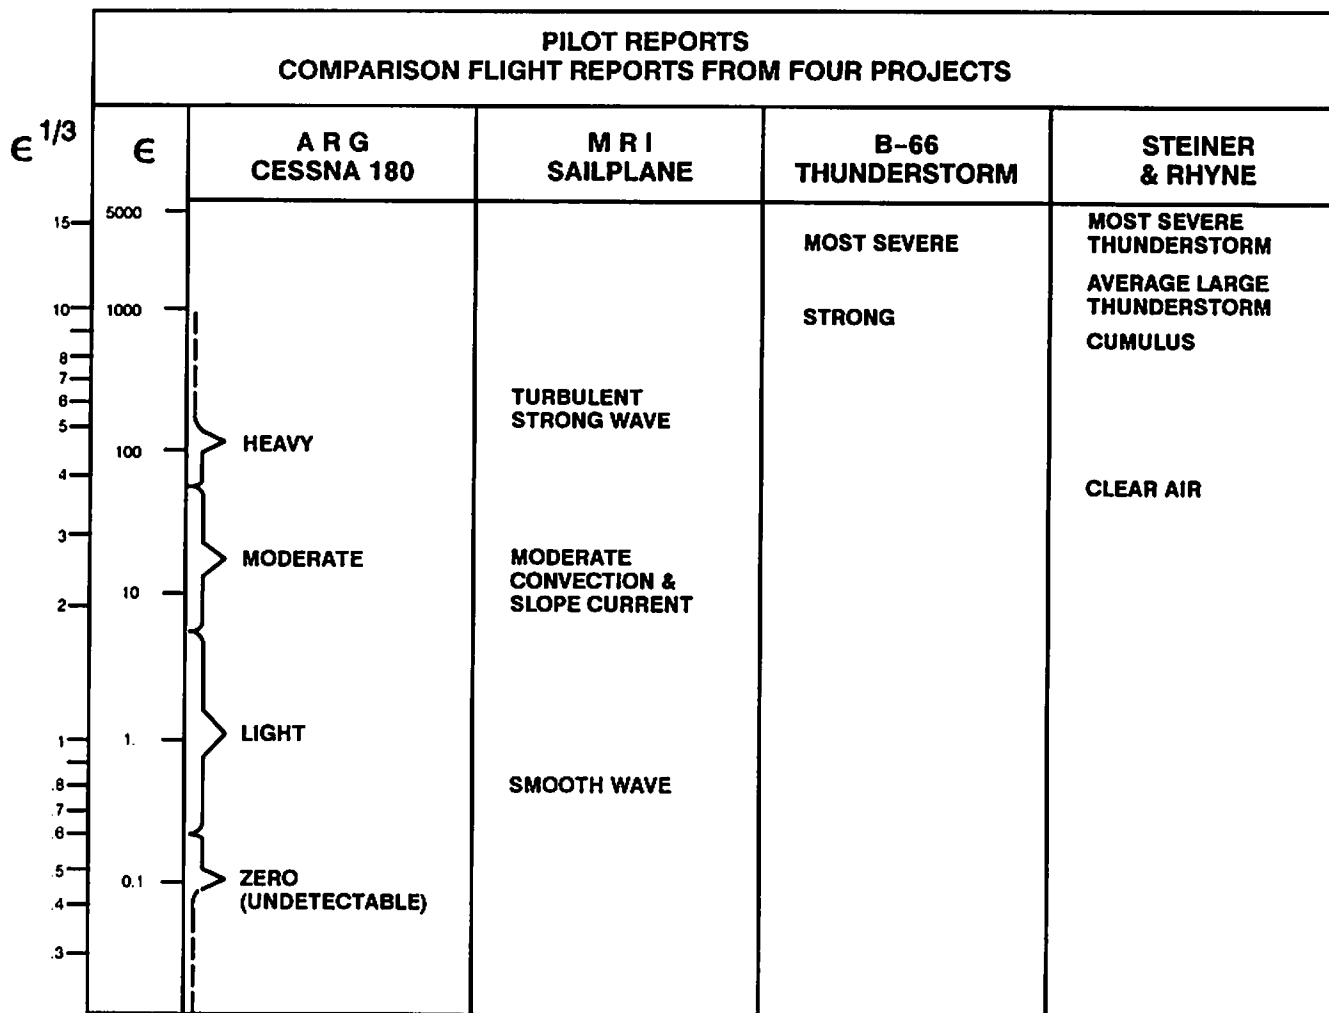 PILOT REPORTS
COMPARISON FLIGHT REPORTS FROM FOUR PROJECTS
ϵ 1/3
ϵ
A R G
CESSNA 180
M R I
SAILPLANE
B-66
THUNDERSTORM
STEINER
& RHYNE
15
10
8
7
6
5
4
3
2
1
.8
.7
.6
.5
.4
.3
5000
1000
100
10
1.
0.1
HEAVY
MODERATE
LIGHT
ZERO
(UNDETECTABLE)
TURBULENT
STRONG WAVE
MODERATE
CONVECTION &
SLOPE CURRENT
SMOOTH WAVE
MOST SEVERE
STRONG
MOST SEVERE
THUNDERSTORM
AVERAGE LARGE
THUNDERSTORM
CUMULUS
CLEAR AIR